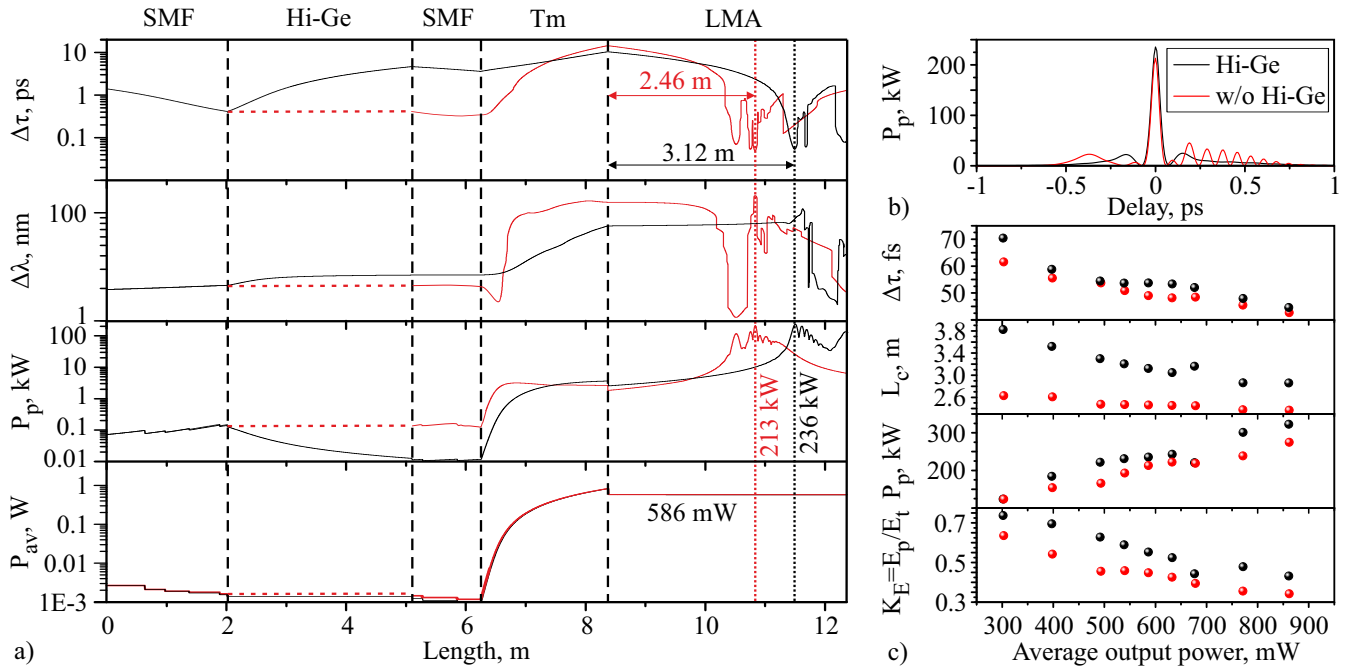 SMF Hi-Ge SMF Tm LMA
Δτ, ps
10
1
0.1
2.46 m
3.12 m
Δλ, nm
100
1
P_p, kW
100
10
1
0.1
0.01
213 kW
236 kW
P_av, W
1
0.1
0.01
1E-3
586 mW
0 2 4 6 8 10 12
Length, m
a)
P_p, kW
200
100
0
Hi-Ge
w/o Hi-Ge
-1 -0.5 0 0.5 1
Delay, ps
b)
Δτ, fs
70
60
50
L_c, m
3.8
3.2
2.6
P_p, kW
300
200
K_E=E_p/E_t
0.7
0.5
0.3
300 400 500 600 700 800 900
Average output power, mW
c)